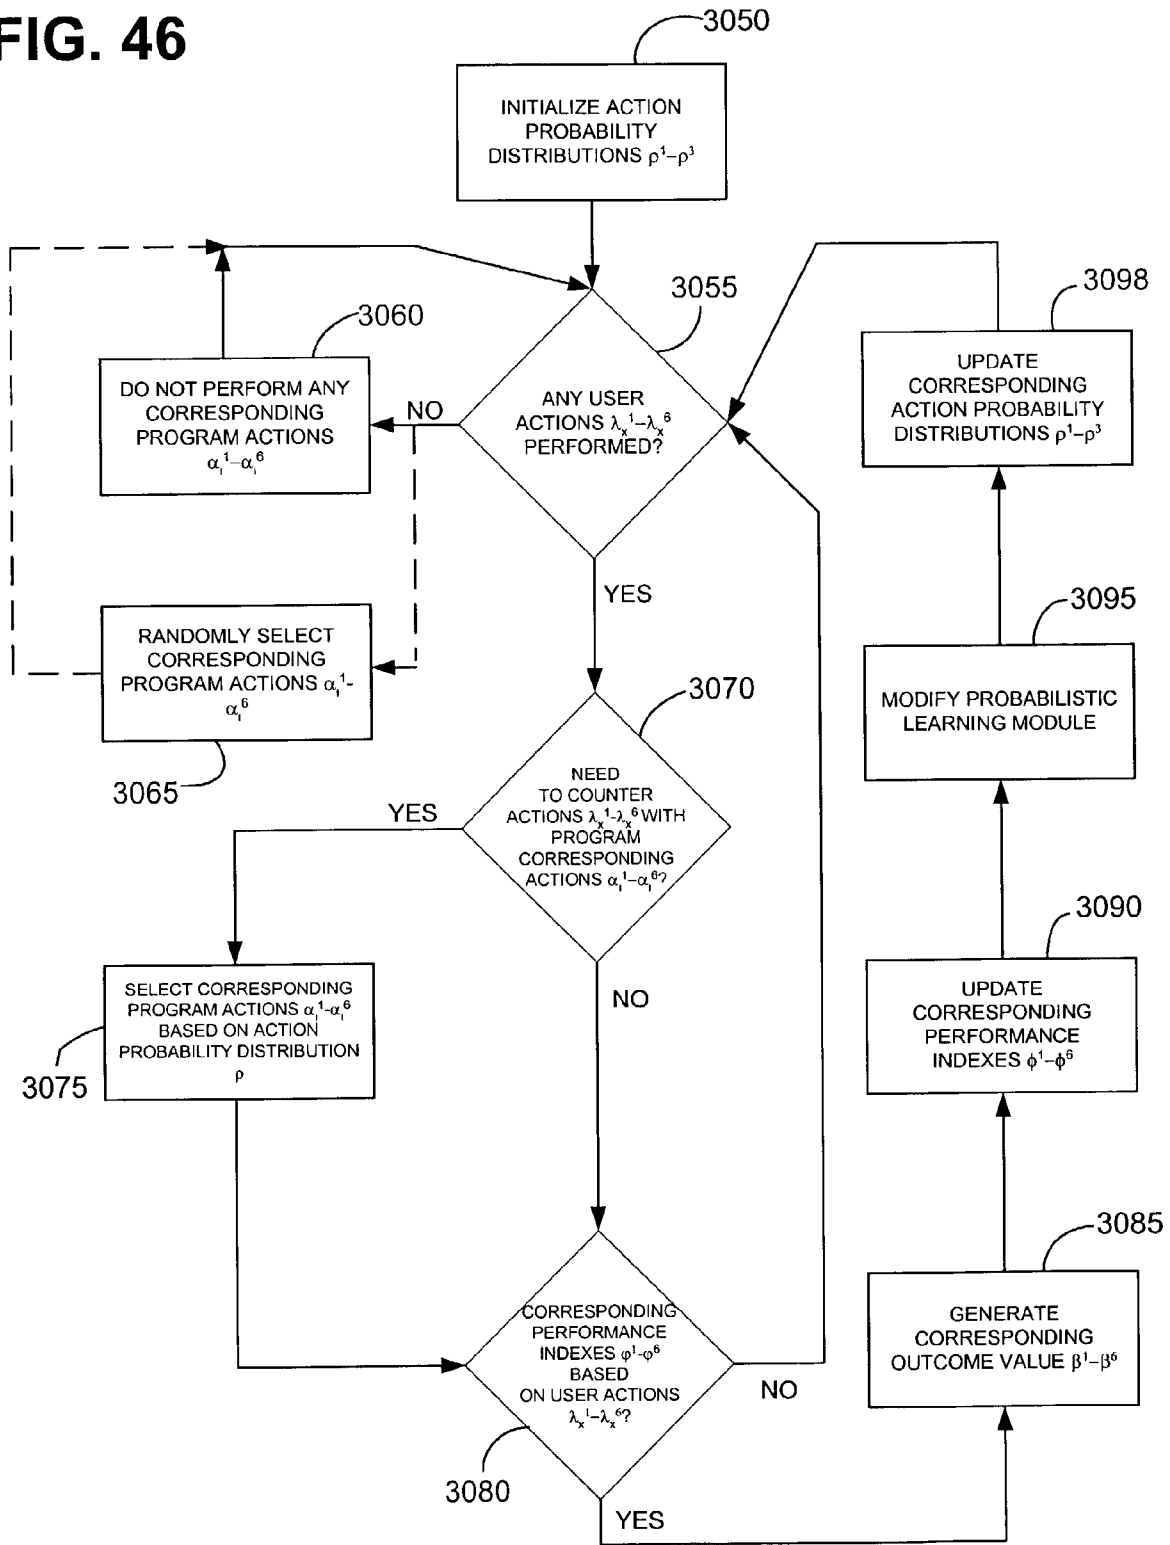 FIG. 46
3050
INITIALIZE ACTION
PROBABILITY
DISTRIBUTIONS ρ¹–ρ³
3055
ANY USER
ACTIONS λₓ¹–λₓ⁶
PERFORMED?
NO
YES
3060
DO NOT PERFORM ANY
CORRESPONDING
PROGRAM ACTIONS
αᵢ¹–αᵢ⁶
RANDOMLY SELECT
CORRESPONDING
PROGRAM ACTIONS αᵢ¹-
αᵢ⁶
3065
3070
NEED
TO COUNTER
ACTIONS λₓ¹-λₓ⁶ WITH
PROGRAM
CORRESPONDING
ACTIONS αᵢ¹–αᵢ⁶?
YES
NO
SELECT CORRESPONDING
PROGRAM ACTIONS αᵢ¹-αᵢ⁶
BASED ON ACTION
PROBABILITY DISTRIBUTION
ρ
3075
CORRESPONDING
PERFORMANCE
INDEXES φ¹-φ⁶
BASED
ON USER ACTIONS
λₓ¹–λₓ⁶?
3080
NO
YES
3085
GENERATE
CORRESPONDING
OUTCOME VALUE β¹–β⁶
3090
UPDATE
CORRESPONDING
PERFORMANCE
INDEXES ϕ¹–ϕ⁶
3095
MODIFY PROBABILISTIC
LEARNING MODULE
3098
UPDATE
CORRESPONDING
ACTION PROBABILITY
DISTRIBUTIONS ρ¹–ρ³